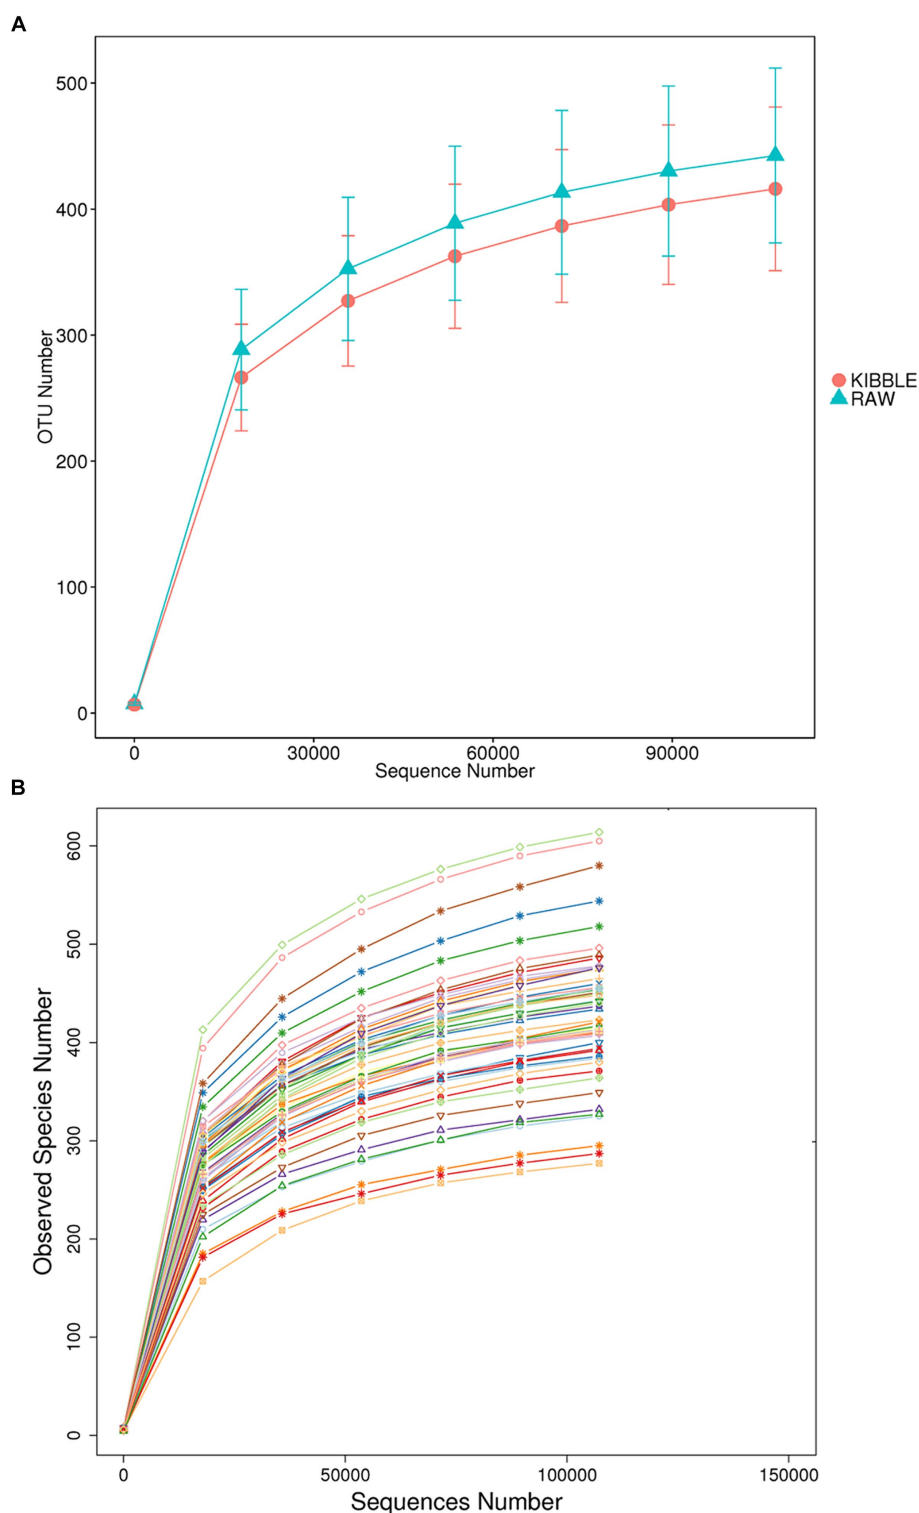 A
500
400
300
200
100
0
OTU Number
0 30000 60000 90000
Sequence Number
KIBBLE
RAW
B
600
500
400
300
200
100
0
Observed Species Number
0 50000 100000 150000
Sequences Number